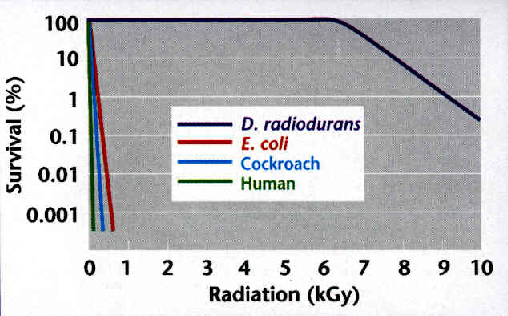 100
10
1
0.1
0.01
0.001
Survival (%)
D. radiodurans
E. coli
Cockroach
Human
0 1 2 3 4 5 6 7 8 9 10
Radiation (kGy)